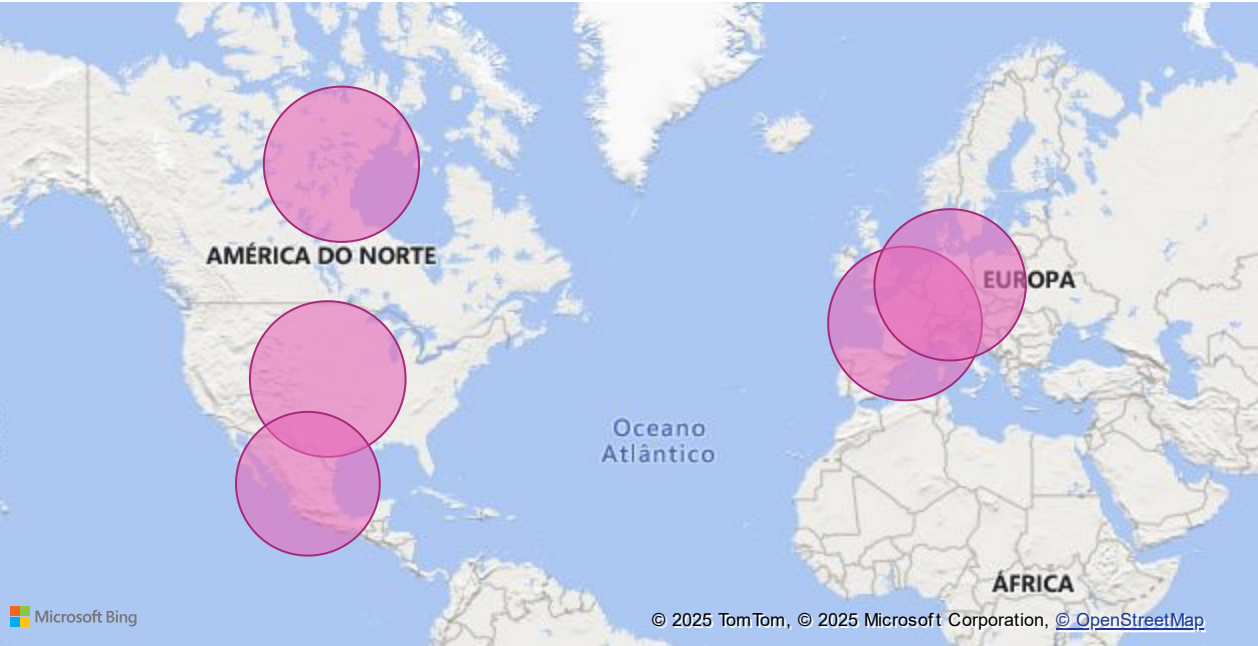 AMÉRICA DO NORTE
EUROPA
Oceano
Atlântico
ÁFRICA
Microsoft Bing
© 2025 TomTom, © 2025 Microsoft Corporation, © OpenStreetMap